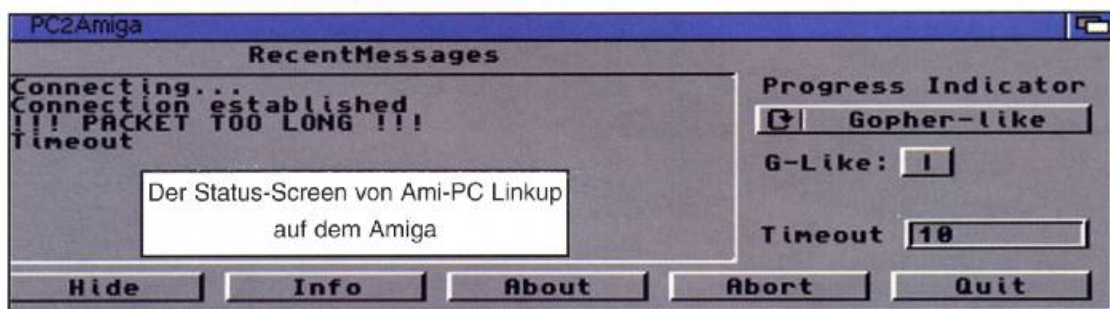 PC2Amiga
RecentMessages
Connecting...
Connection established
!!! PACKET TOO LONG !!!
Timeout
Der Status-Screen von Ami-PC Linkup
auf dem Amiga
Progress Indicator
Gopher-like
G-Like: I
Timeout 10
Hide Info About Abort Quit